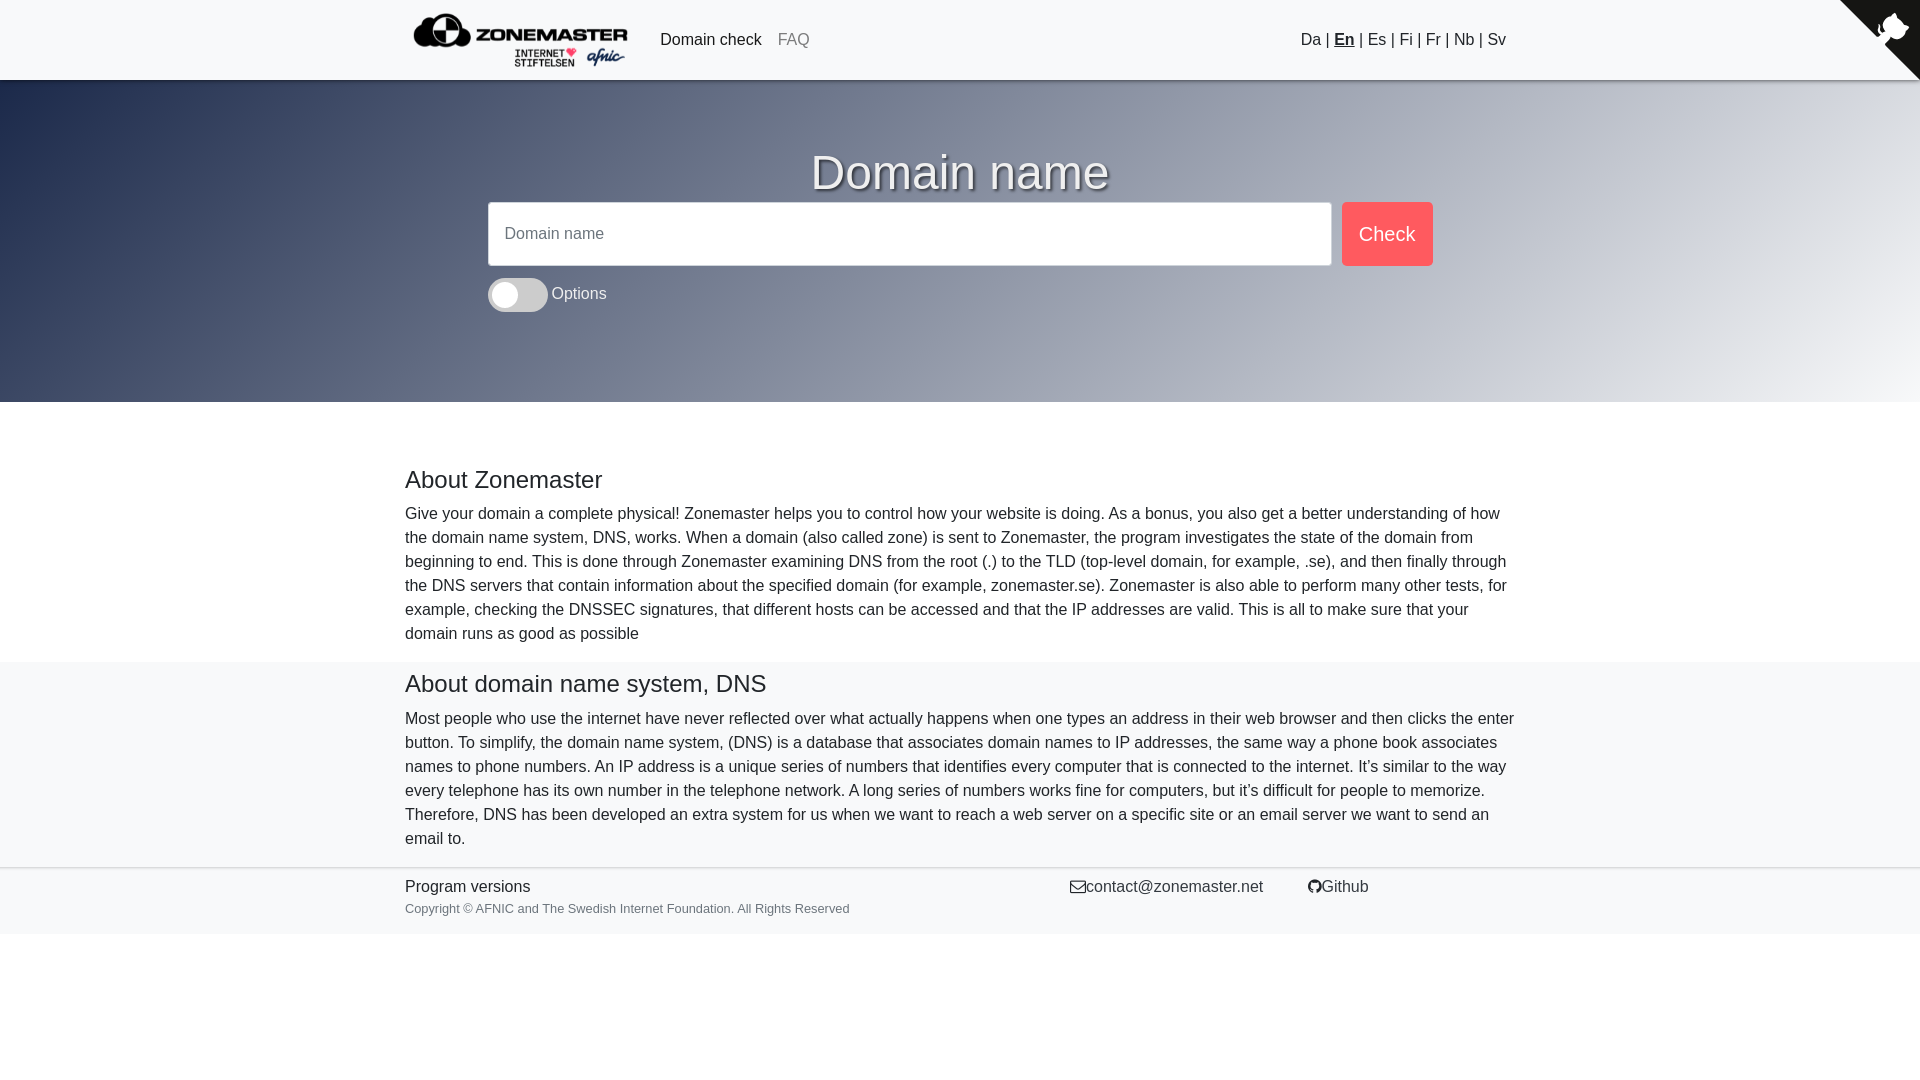 ZONEMASTER
INTERNET
STIFTELSEN
afnic
Domain check
FAQ
Da | En | Es | Fi | Fr | Nb | Sv
Domain name
Domain name
Check
Options
About Zonemaster
Give your domain a complete physical! Zonemaster helps you to control how your website is doing. As a bonus, you also get a better understanding of how
the domain name system, DNS, works. When a domain (also called zone) is sent to Zonemaster, the program investigates the state of the domain from
beginning to end. This is done through Zonemaster examining DNS from the root (.) to the TLD (top-level domain, for example, .se), and then finally through
the DNS servers that contain information about the specified domain (for example, zonemaster.se). Zonemaster is also able to perform many other tests, for
example, checking the DNSSEC signatures, that different hosts can be accessed and that the IP addresses are valid. This is all to make sure that your
domain runs as good as possible
About domain name system, DNS
Most people who use the internet have never reflected over what actually happens when one types an address in their web browser and then clicks the enter
button. To simplify, the domain name system, (DNS) is a database that associates domain names to IP addresses, the same way a phone book associates
names to phone numbers. An IP address is a unique series of numbers that identifies every computer that is connected to the internet. It’s similar to the way
every telephone has its own number in the telephone network. A long series of numbers works fine for computers, but it’s difficult for people to memorize.
Therefore, DNS has been developed an extra system for us when we want to reach a web server on a specific site or an email server we want to send an
email to.
Program versions
contact@zonemaster.net
Github
Copyright © AFNIC and The Swedish Internet Foundation. All Rights Reserved